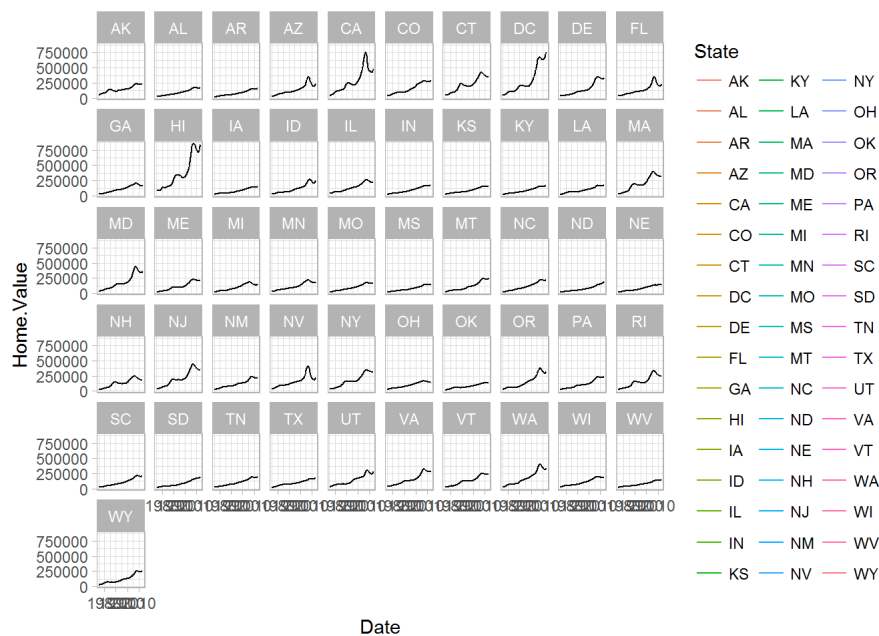 AK AL AR AZ CA CO CT DC DE FL
750000
500000
250000
0
GA HI IA ID IL IN KS KY LA MA
750000
500000
250000
0
MD ME MI MN MO MS MT NC ND NE
750000
500000
250000
0
NH NJ NM NV NY OH OK OR PA RI
750000
500000
250000
0
SC SD TN TX UT VA VT WA WI WV
750000
500000
250000
0
WY
750000
500000
250000
0
Home.Value
Date
State
AK KY NY
AL LA OH
AR MA OK
AZ MD OR
CA ME PA
CO MI RI
CT MN SC
DC MO SD
DE MS TN
FL MT TX
GA NC UT
HI ND VA
IA NE VT
ID NH WA
IL NJ WI
IN NM WV
KS NV WY